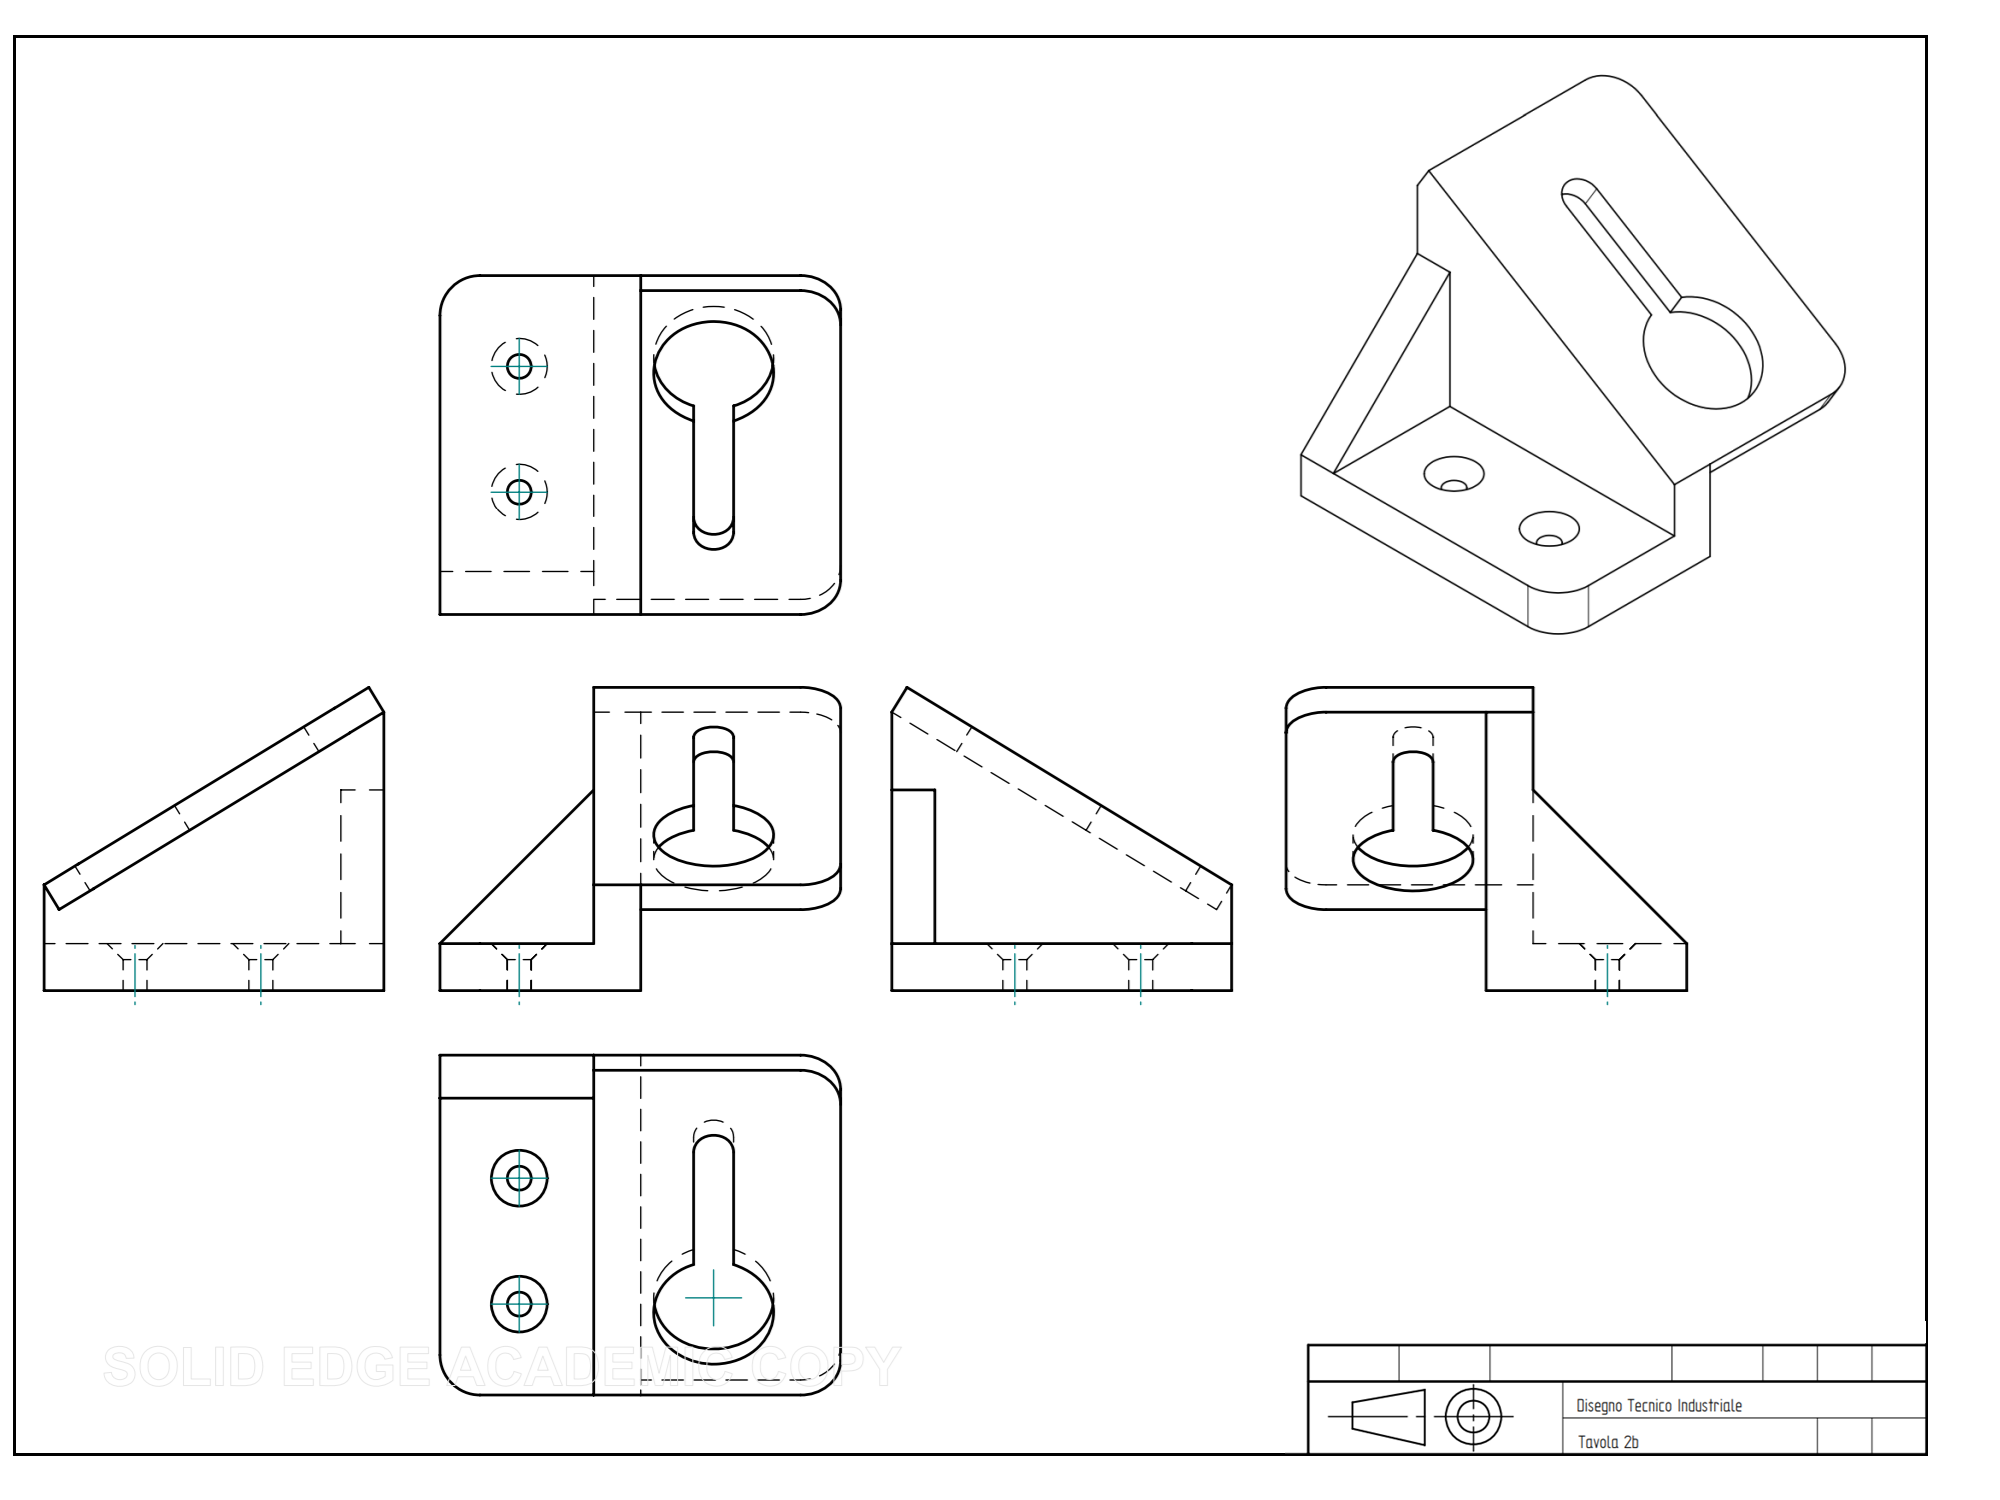 SOLID EDGE ACADEMIC COPY
Disegno Tecnico Industriale
Tavola 2b